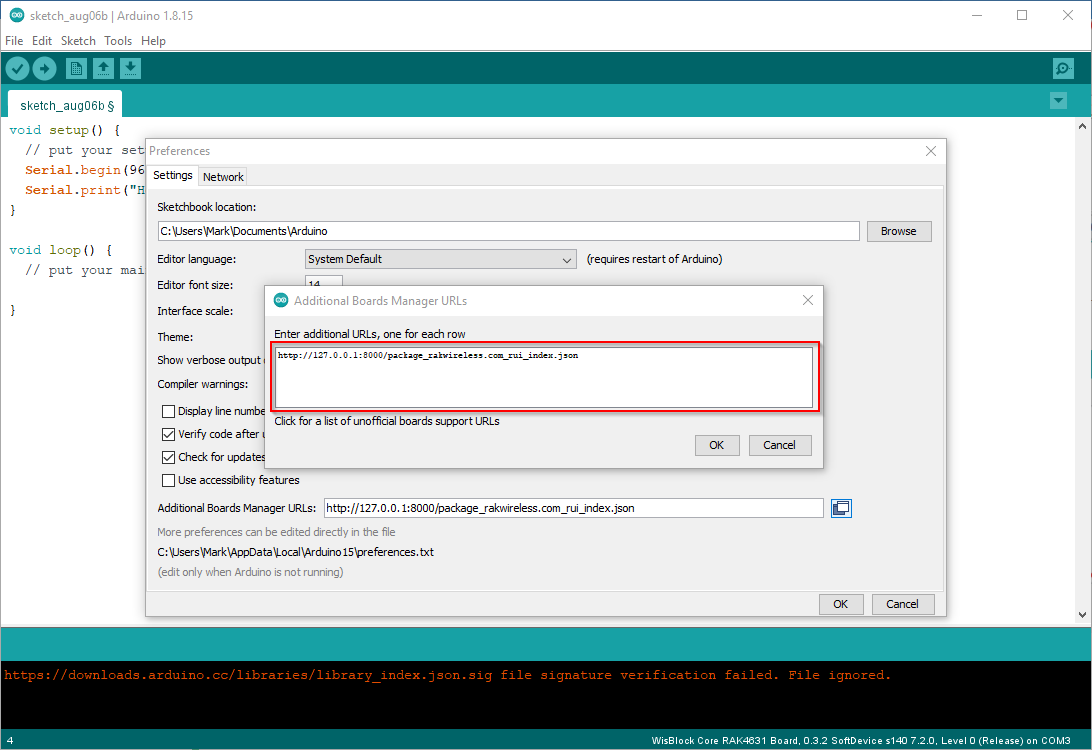 sketch_aug06b | Arduino 1.8.15
File Edit Sketch Tools Help
sketch_aug06b §
void setup() {
// put your set
Serial.begin(96
Serial.print("H
}
void loop() {
// put your mai
}
Preferences
Settings Network
Sketchbook location:
C:\Users\Mark\Documents\Arduino Browse
Editor language: System Default (requires restart of Arduino)
Editor font size: 14
Interface scale:
Theme:
Show verbose output
Compiler warnings:
Display line numbe
Verify code after u
Check for updates
Use accessibility features
Additional Boards Manager URLs
Enter additional URLs, one for each row
http://127.0.0.1:8000/package_rakwireless.com_rui_index.json
Click for a list of unofficial boards support URLs
OK Cancel
Additional Boards Manager URLs: http://127.0.0.1:8000/package_rakwireless.com_rui_index.json
More preferences can be edited directly in the file
C:\Users\Mark\AppData\Local\Arduino15\preferences.txt
(edit only when Arduino is not running)
OK Cancel
https://downloads.arduino.cc/libraries/library_index.json.sig file signature verification failed. File ignored.
4 WisBlock Core RAK4631 Board, 0.3.2 SoftDevice s140 7.2.0, Level 0 (Release) on COM3